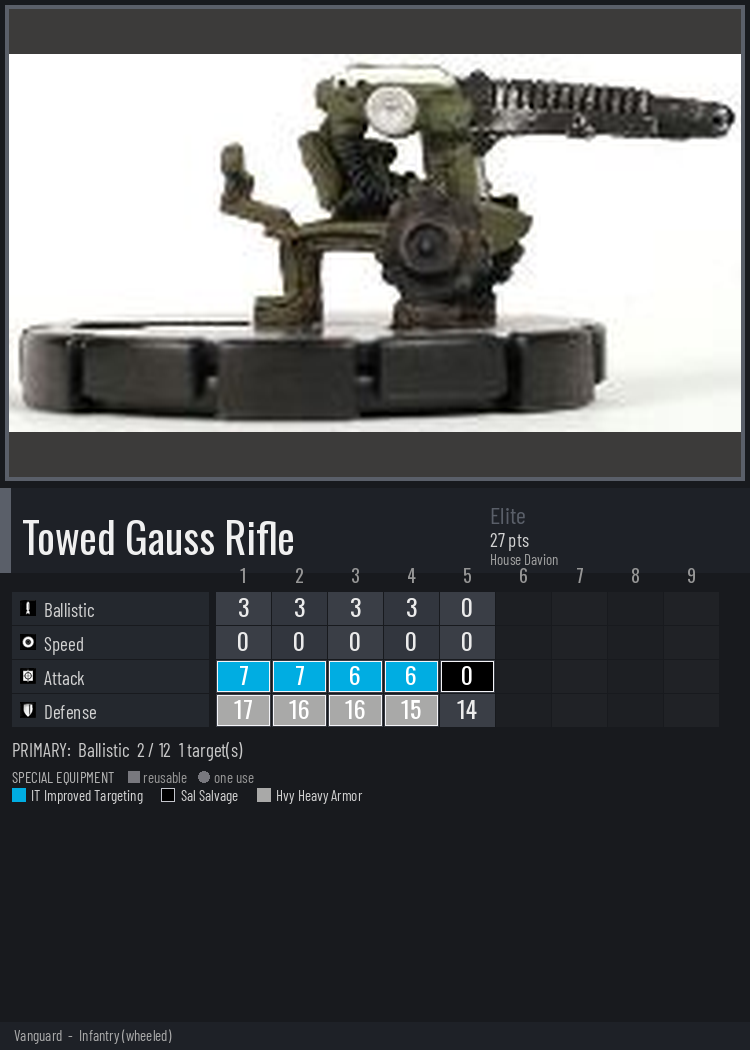 Towed Gauss Rifle
Elite
27 pts
House Davion
1 2 3 4 5 6 7 8 9
Ballistic 3 3 3 3 0
Speed 0 0 0 0 0
Attack 7 7 6 6 0
Defense 17 16 16 15 14
PRIMARY: Ballistic 2 / 12 1 target(s)
SPECIAL EQUIPMENT reusable one use
IT Improved Targeting Sal Salvage Hvy Heavy Armor
Vanguard - Infantry (wheeled)